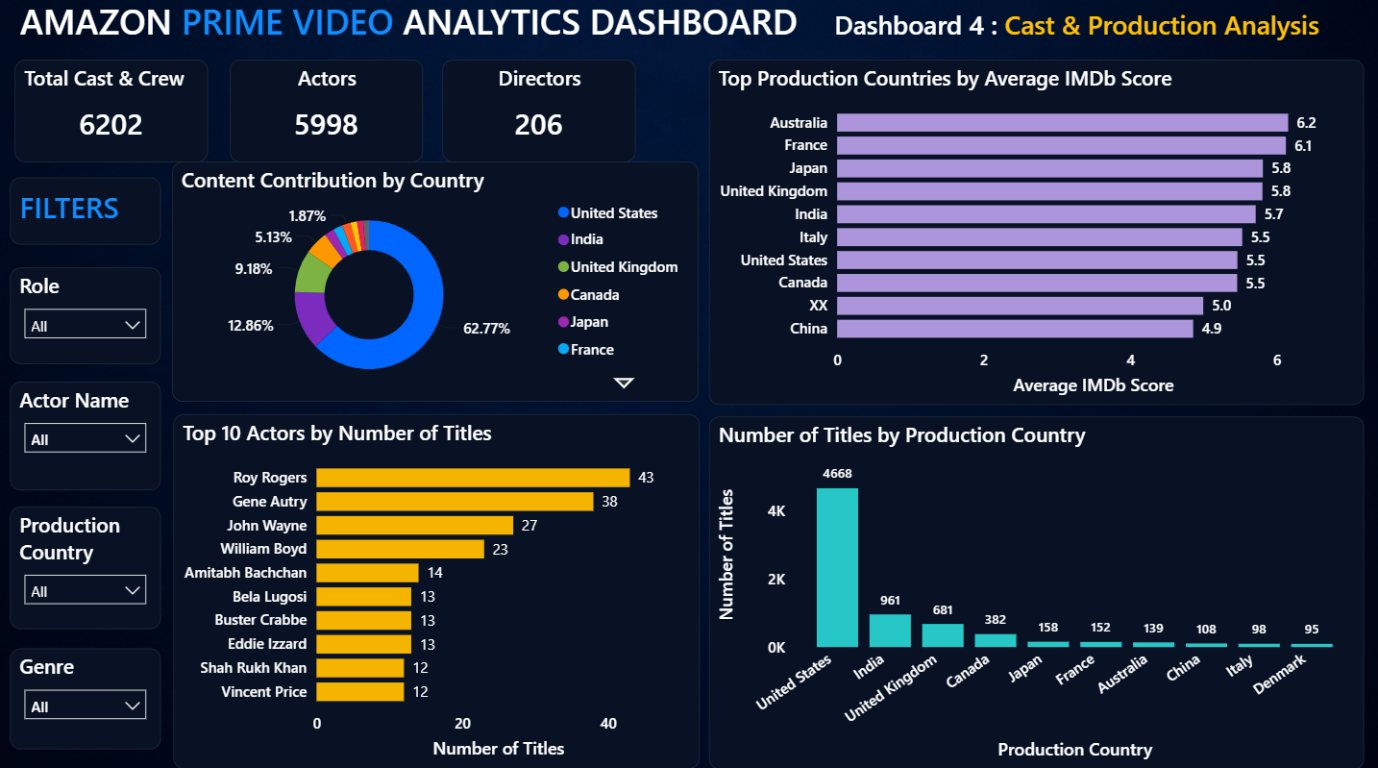 AMAZON PRIME VIDEO ANALYTICS DASHBOARD
Dashboard 4 : Cast & Production Analysis
Total Cast & Crew
6202
Actors
5998
Directors
206
FILTERS
Role
All
Actor Name
All
Production
Country
All
Genre
All
Content Contribution by Country
1.87%
5.13%
9.18%
12.86%
62.77%
United States
India
United Kingdom
Canada
Japan
France
Top Production Countries by Average IMDb Score
Australia 6.2
France 6.1
Japan 5.8
United Kingdom 5.8
India 5.7
Italy 5.5
United States 5.5
Canada 5.5
XX 5.0
China 4.9
0 2 4 6
Average IMDb Score
Top 10 Actors by Number of Titles
Roy Rogers 43
Gene Autry 38
John Wayne 27
William Boyd 23
Amitabh Bachchan 14
Bela Lugosi 13
Buster Crabbe 13
Eddie Izzard 13
Shah Rukh Khan 12
Vincent Price 12
0 20 40
Number of Titles
Number of Titles by Production Country
Number of Titles
4K
2K
0K
4668 961 681 382 158 152 139 108 98 95
United States India United Kingdom Canada Japan France Australia China Italy Denmark
Production Country